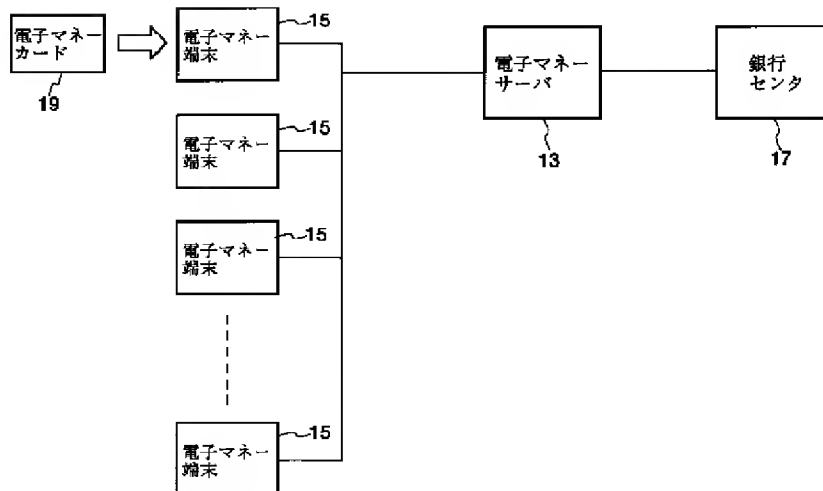 電子マネー
カード
19
電子マネー
端末
15
電子マネー
端末
15
電子マネー
端末
15
電子マネー
端末
15
電子マネー
サーバ
13
銀行
センタ
17